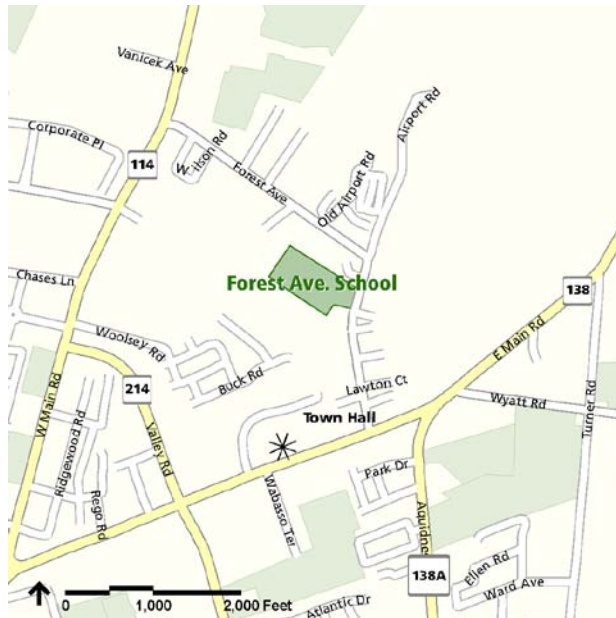 Vanicek Ave
Corporate Pl
114
Wilson Rd
Forest Ave
Airport Rd
Old Airport Rd
Chases Ln
Forest Ave. School
138
E Main Rd
Woolsey Rd
Buck Rd
Lawton Ct
214
Wyatt Rd
Town Hall
W Main Rd
Ridgewood Rd
Valley Rd
Turner Rd
Park Dr
Rego Rd
Wabasso Ter
Aquidne
Ellen Rd
138A
Ward Ave
Atlantic Dr
0 1,000 2,000 Feet